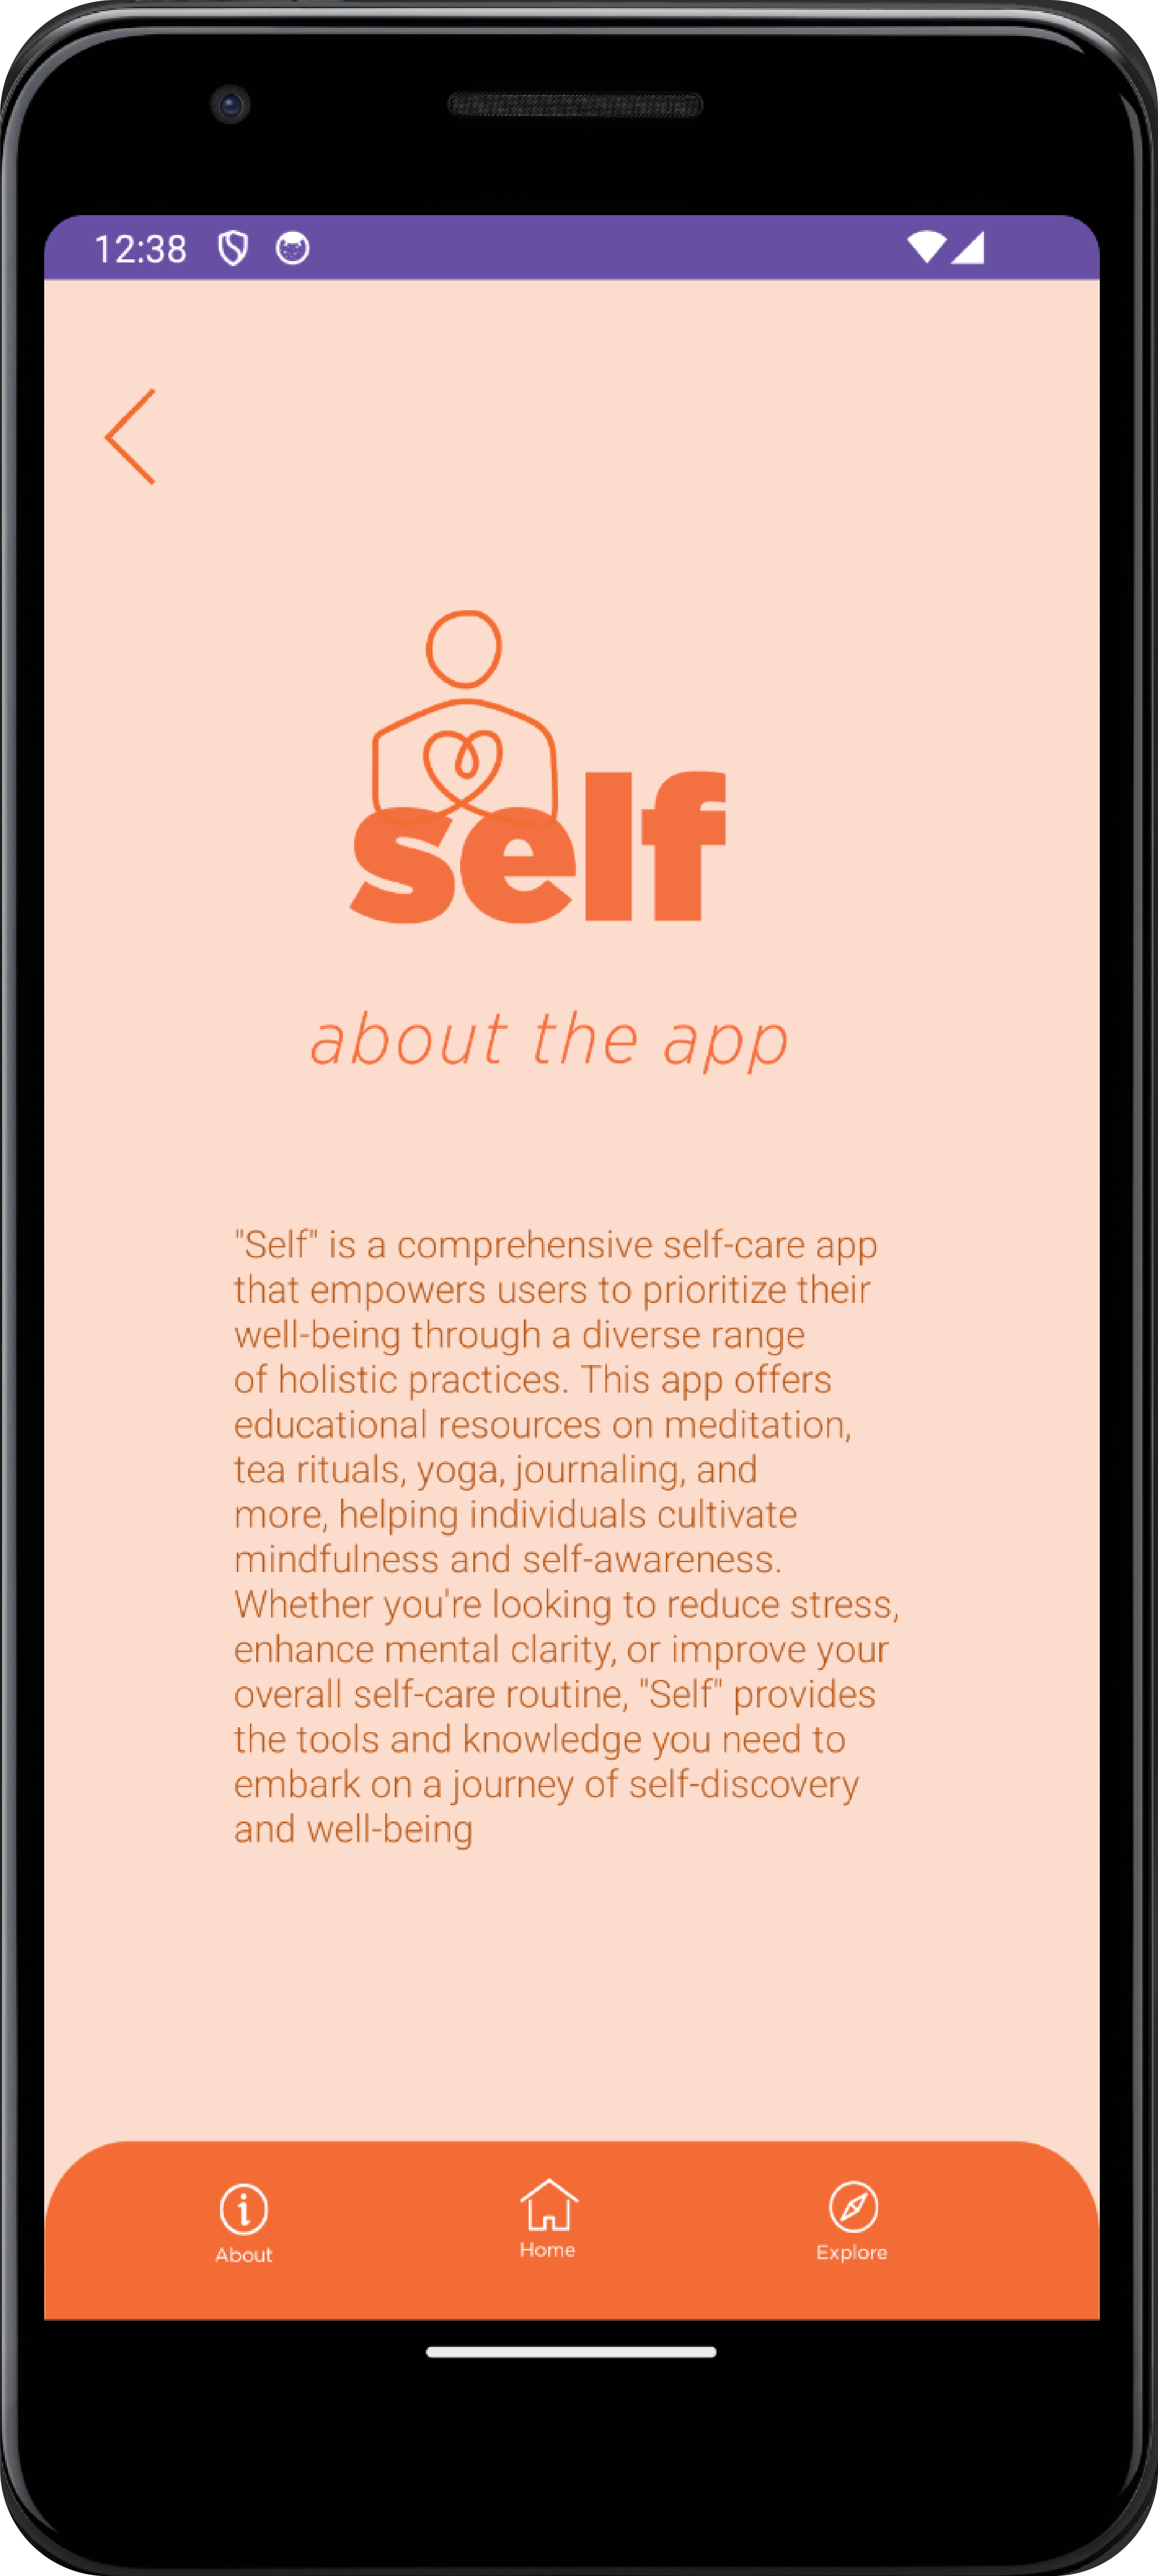 12:38
self
about the app
"Self" is a comprehensive self-care app
that empowers users to prioritize their
well-being through a diverse range
of holistic practices. This app offers
educational resources on meditation,
tea rituals, yoga, journaling, and
more, helping individuals cultivate
mindfulness and self-awareness.
Whether you're looking to reduce stress,
enhance mental clarity, or improve your
overall self-care routine, "Self" provides
the tools and knowledge you need to
embark on a journey of self-discovery
and well-being
About Home Explore